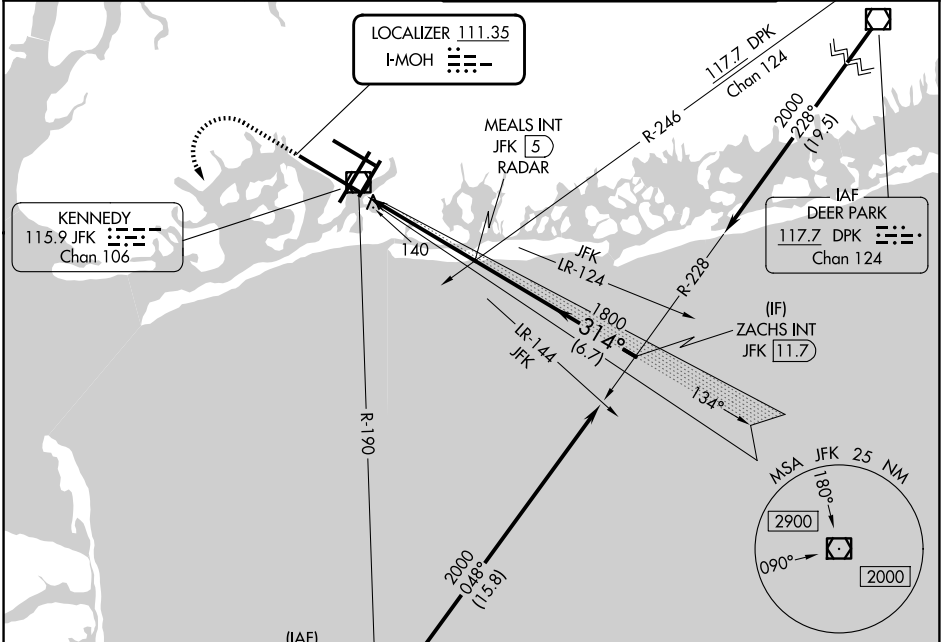 LOCALIZER 111.35
I-MOH
117.7 DPK
Chan 124
R-246
2000
228°
(19.5)
MEALS INT
JFK 5
RADAR
KENNEDY
115.9 JFK
Chan 106
IAF
DEER PARK
117.7 DPK
Chan 124
140
JFK
LR-124
R-228
(IF)
ZACHS INT
JFK 11.7
1800
314°
(6.7)
LR-144
JFK
134°
R-190
MSA JFK 25 NM
180°
2900
090°
2000
2000
048°
(15.8)
(IAF)